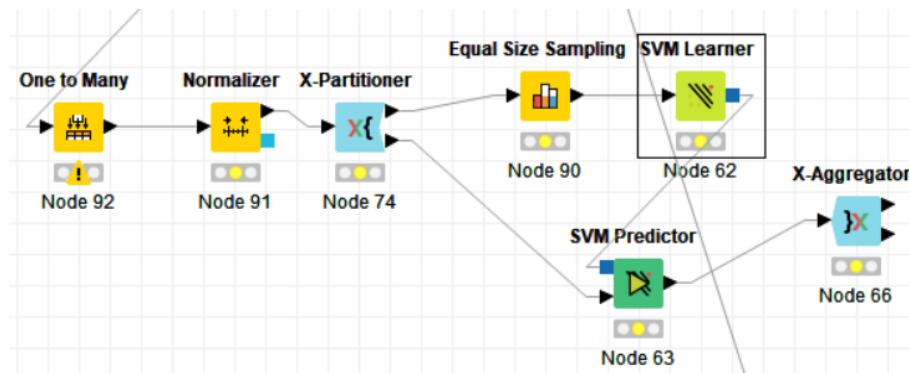 Equal Size Sampling
SVM Learner
One to Many
Normalizer
X-Partitioner
X{
Node 90
Node 62
Node 92
Node 91
Node 74
X-Aggregator
}X
SVM Predictor
Node 66
Node 63